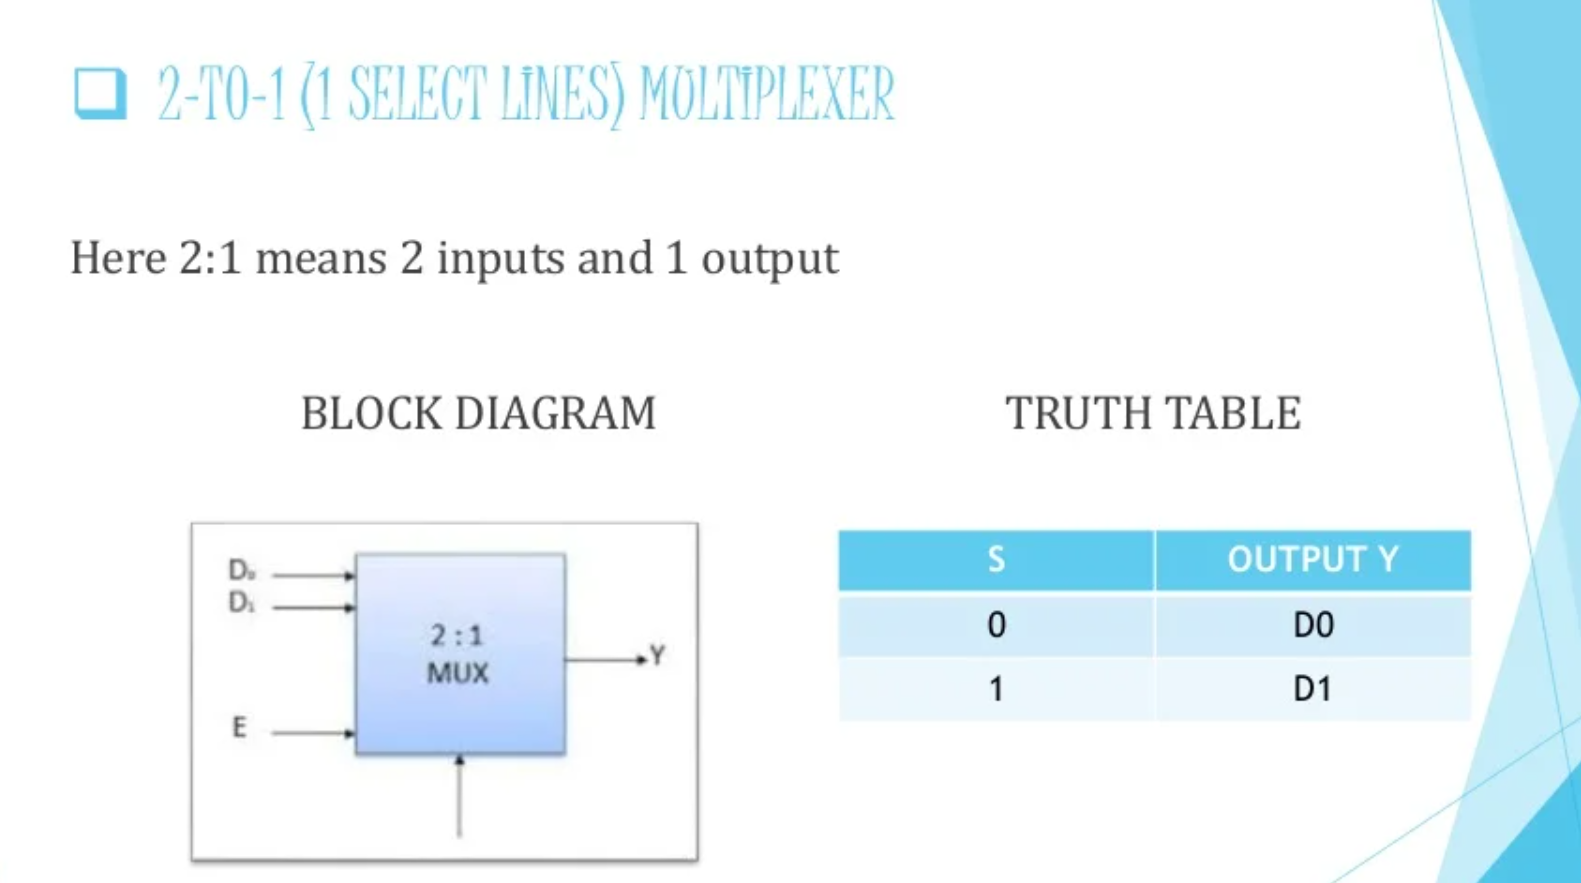 2-TO-1 (1 SELECT LINES) MULTIPLEXER
Here 2:1 means 2 inputs and 1 output
BLOCK DIAGRAM
TRUTH TABLE
D₀
D₁
2 : 1
MUX
Y
E
S OUTPUT Y
0 D0
1 D1